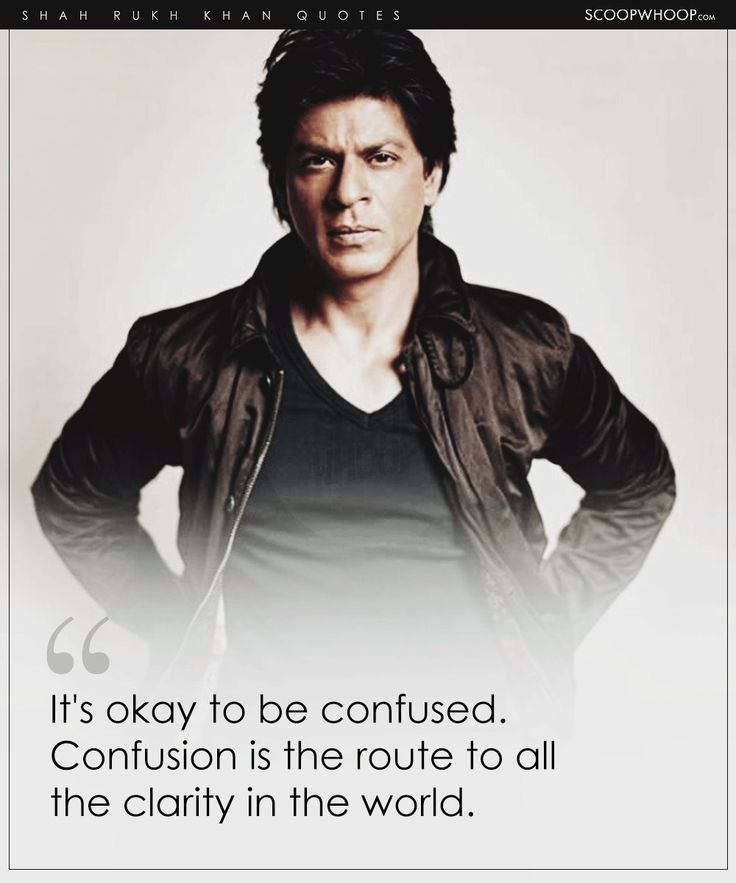 SHAH RUKH KHAN QUOTES
SCOOPWHOOP.COM
“
It's okay to be confused.
Confusion is the route to all
the clarity in the world.